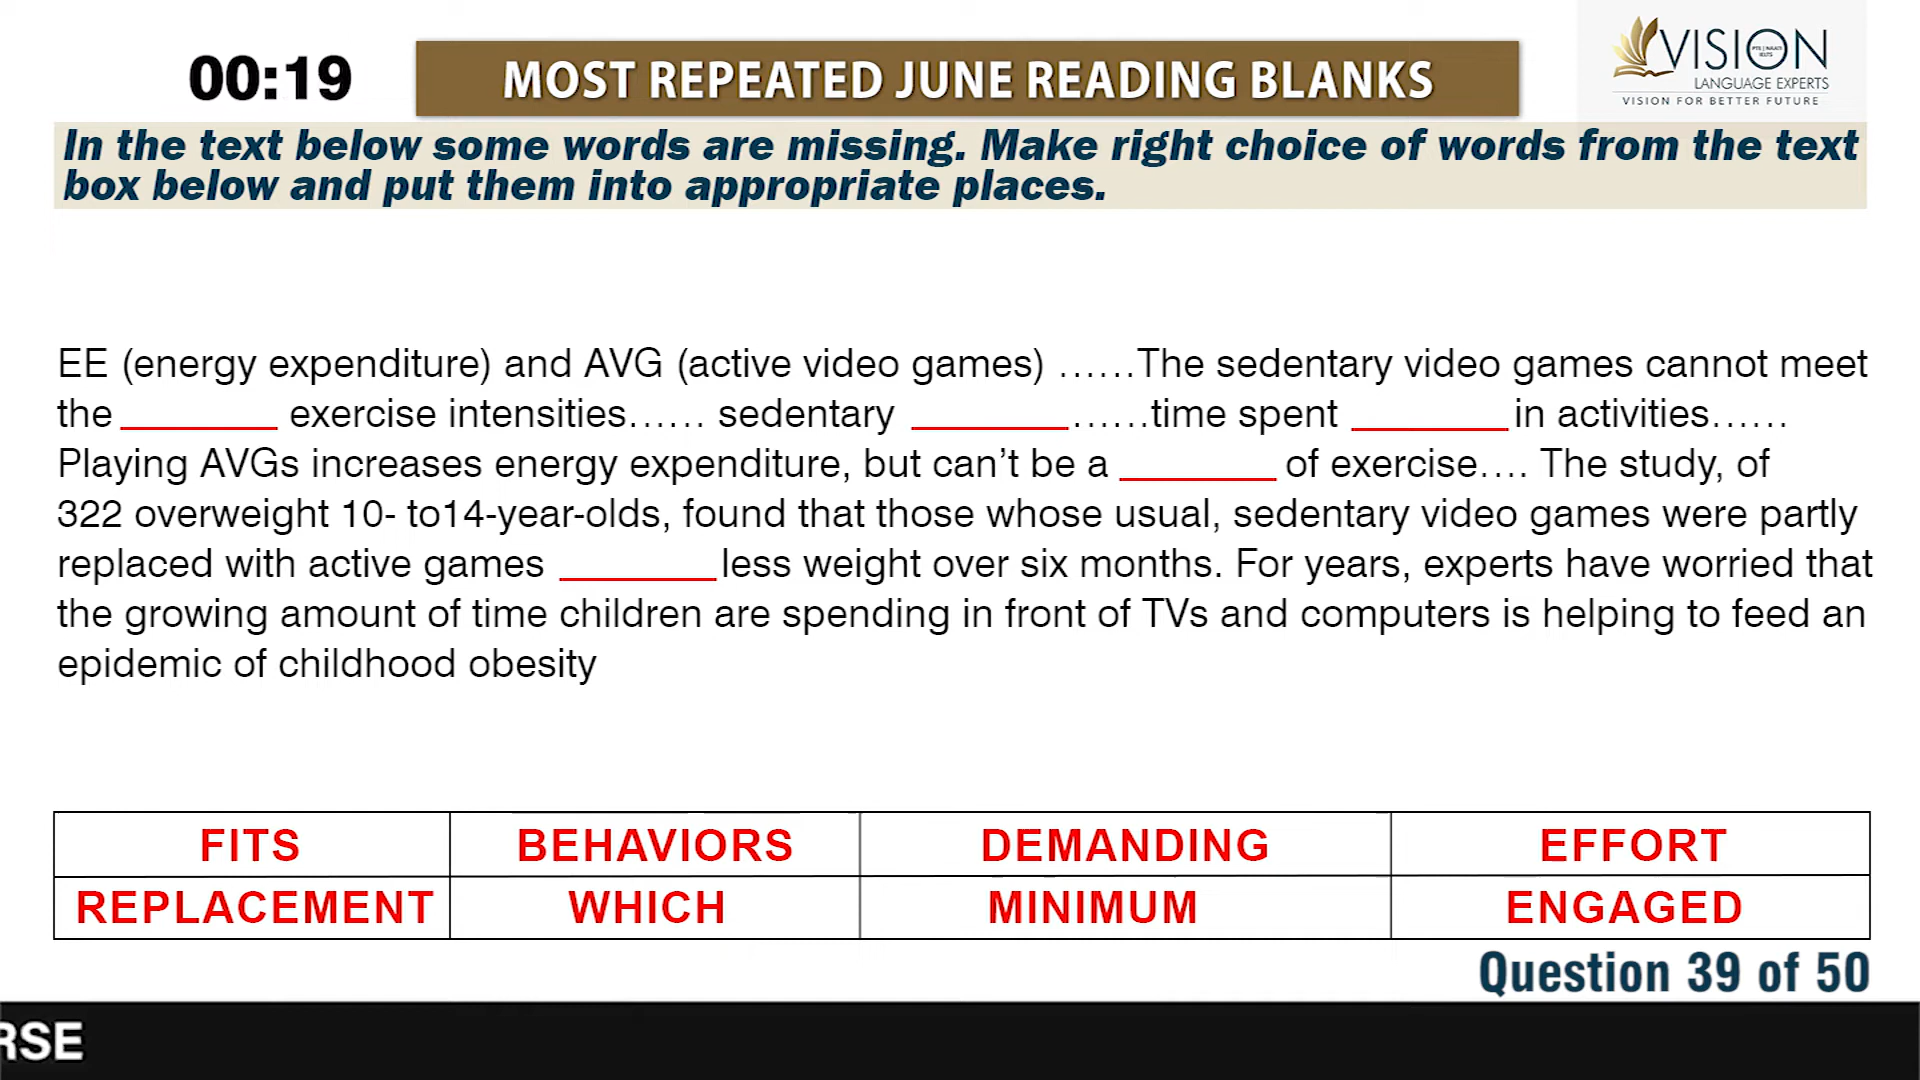 00:19
MOST REPEATED JUNE READING BLANKS
VISION
PTE | NAATI
IELTS
LANGUAGE EXPERTS
VISION FOR BETTER FUTURE
In the text below some words are missing. Make right choice of words from the text
box below and put them into appropriate places.
EE (energy expenditure) and AVG (active video games) ......The sedentary video games cannot meet
the ________ exercise intensities...... sedentary ________......time spent ________in activities......
Playing AVGs increases energy expenditure, but can't be a ________ of exercise.... The study, of
322 overweight 10- to14-year-olds, found that those whose usual, sedentary video games were partly
replaced with active games ________less weight over six months. For years, experts have worried that
the growing amount of time children are spending in front of TVs and computers is helping to feed an
epidemic of childhood obesity
FITS BEHAVIORS DEMANDING EFFORT
REPLACEMENT WHICH MINIMUM ENGAGED
Question 39 of 50
RSE